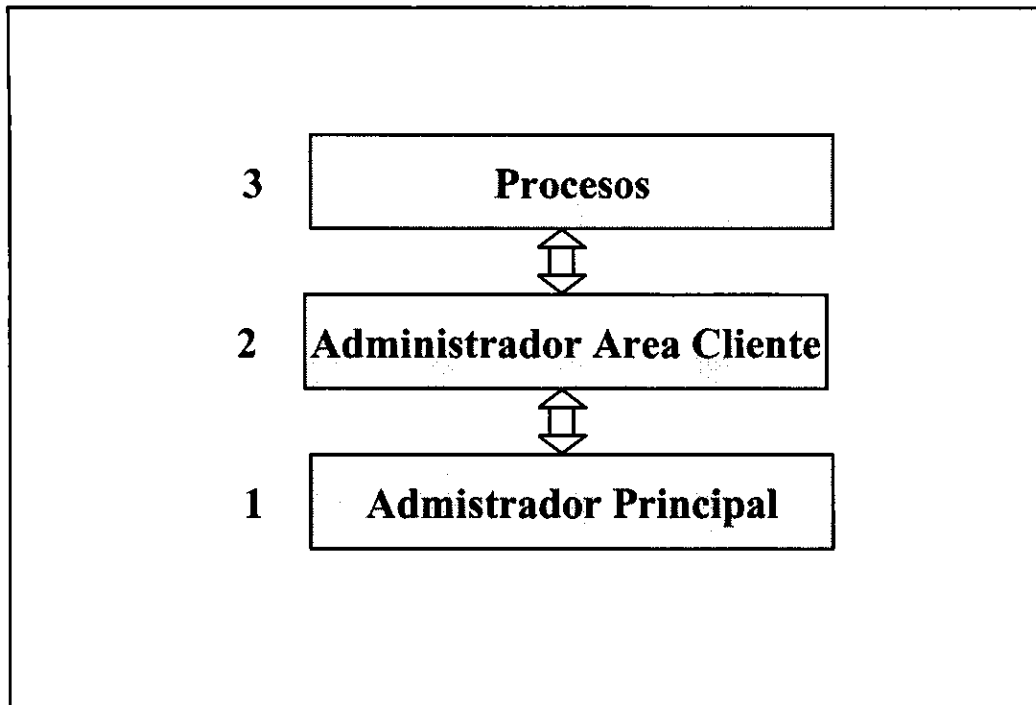 3 Procesos
2 Administrador Area Cliente
1 Admistrador Principal